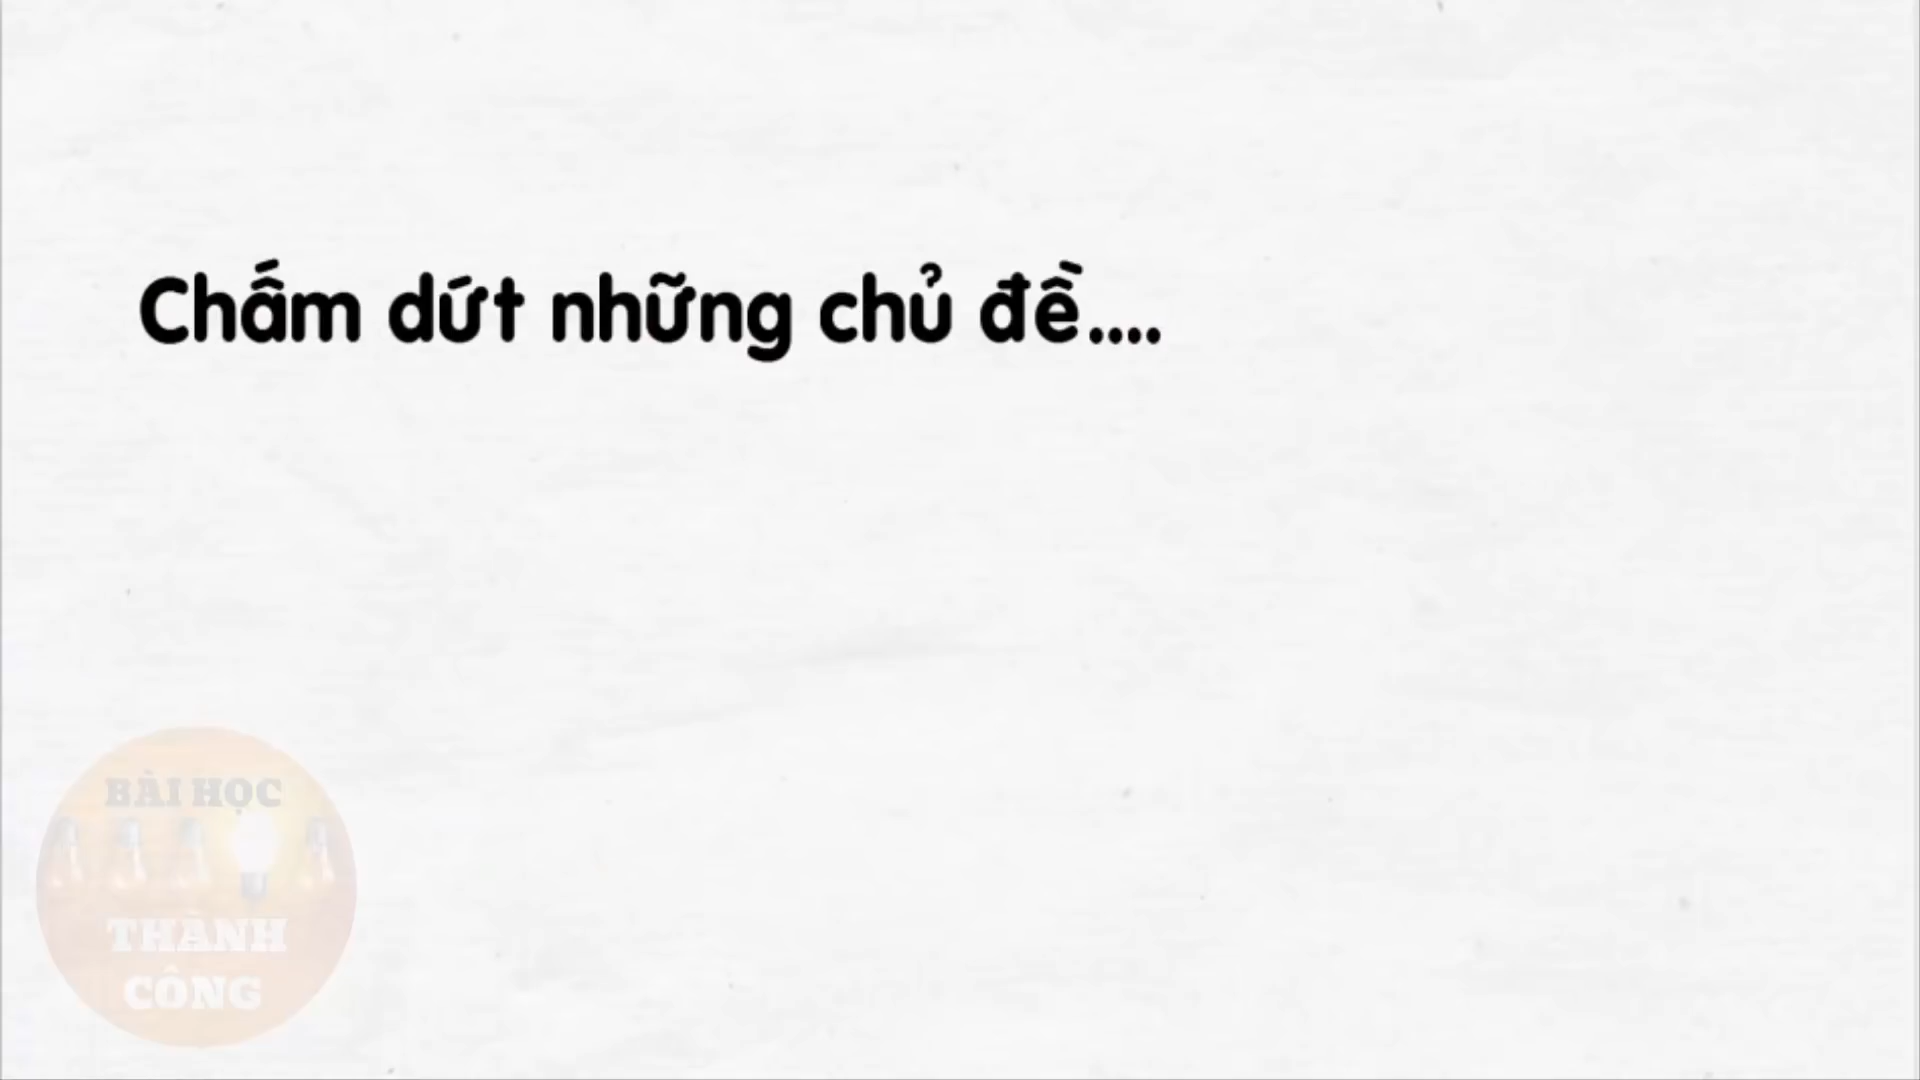 Chấm dứt những chủ đề....
BÀI HỌC
THÀNH
CÔNG